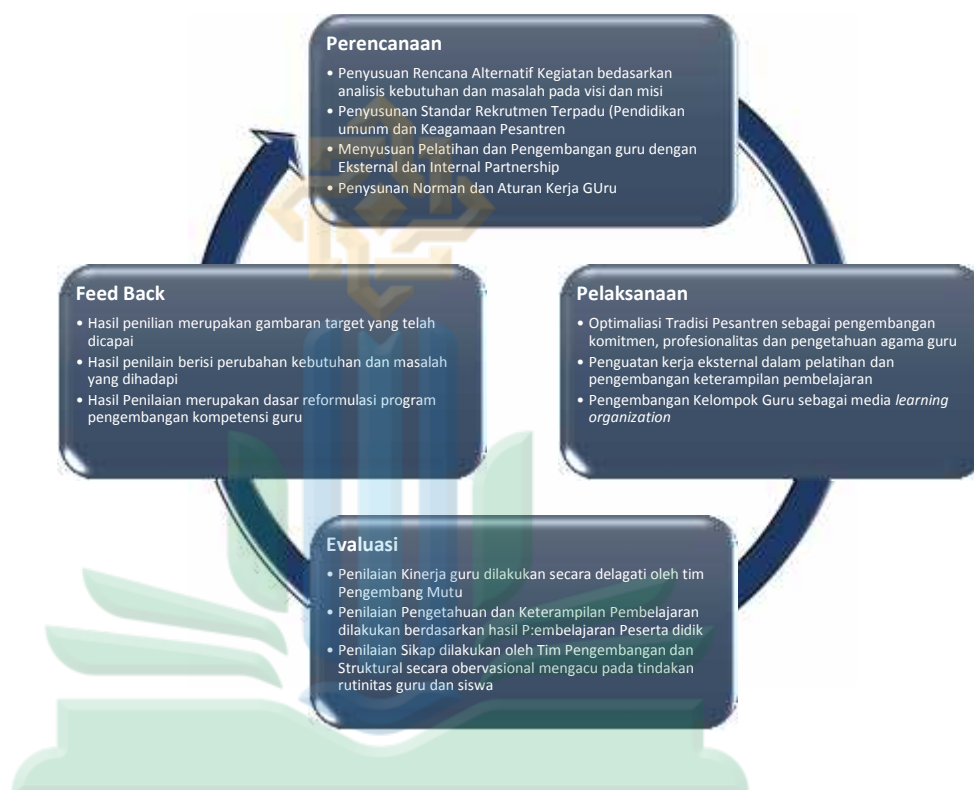 Perencanaan
• Penyusuan Rencana Alternatif Kegiatan bedasarkan
analisis kebutuhan dan masalah pada visi dan misi
• Penyusunan Standar Rekrutmen Terpadu (Pendidikan
umunm dan Keagamaan Pesantren
• Menyusuan Pelatihan dan Pengembangan guru dengan
Eksternal dan Internal Partnership
• Penysunan Norman dan Aturan Kerja GUru
Pelaksanaan
• Optimaliasi Tradisi Pesantren sebagai pengembangan
komitmen, profesionalitas dan pengetahuan agama guru
• Penguatan kerja eksternal dalam pelatihan dan
pengembangan keterampilan pembelajaran
• Pengembangan Kelompok Guru sebagai media learning
organization
Evaluasi
• Penilaian Kinerja guru dilakukan secara delagati oleh tim
Pengembang Mutu
• Penilaian Pengetahuan dan Keterampilan Pembelajaran
dilakukan berdasarkan hasil P:embelajaran Peserta didik
• Penilaian Sikap dilakukan oleh Tim Pengembangan dan
Struktural secara obervasional mengacu pada tindakan
rutinitas guru dan siswa
Feed Back
• Hasil penilian merupakan gambaran target yang telah
dicapai
• Hasil penilain berisi perubahan kebutuhan dan masalah
yang dihadapi
• Hasil Penilaian merupakan dasar reformulasi program
pengembangan kompetensi guru